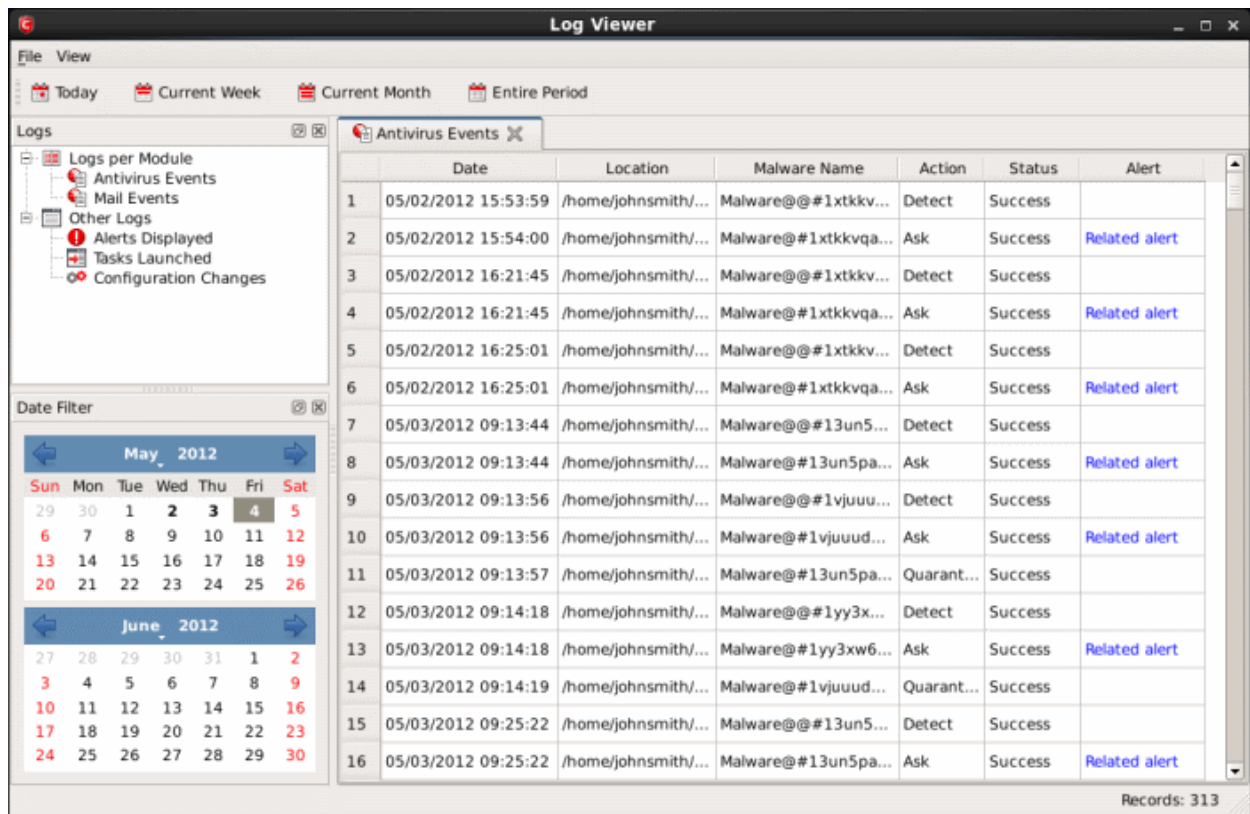 Log Viewer
File View
Today Current Week Current Month Entire Period
Logs
Logs per Module
Antivirus Events
Mail Events
Other Logs
Alerts Displayed
Tasks Launched
Configuration Changes
Date Filter
May 2012
Sun Mon Tue Wed Thu Fri Sat
29 30 1 2 3 4 5
6 7 8 9 10 11 12
13 14 15 16 17 18 19
20 21 22 23 24 25 26
June 2012
27 28 29 30 31 1 2
3 4 5 6 7 8 9
10 11 12 13 14 15 16
17 18 19 20 21 22 23
24 25 26 27 28 29 30
Antivirus Events
Date Location Malware Name Action Status Alert
1 05/02/2012 15:53:59 /home/johnsmith/... Malware@@#1xtkkv... Detect Success
2 05/02/2012 15:54:00 /home/johnsmith/... Malware@#1xtkkvqa... Ask Success Related alert
3 05/02/2012 16:21:45 /home/johnsmith/... Malware@@#1xtkkv... Detect Success
4 05/02/2012 16:21:45 /home/johnsmith/... Malware@#1xtkkvqa... Ask Success Related alert
5 05/02/2012 16:25:01 /home/johnsmith/... Malware@@#1xtkkv... Detect Success
6 05/02/2012 16:25:01 /home/johnsmith/... Malware@#1xtkkvqa... Ask Success Related alert
7 05/03/2012 09:13:44 /home/johnsmith/... Malware@@#13un5... Detect Success
8 05/03/2012 09:13:44 /home/johnsmith/... Malware@#13un5pa... Ask Success Related alert
9 05/03/2012 09:13:56 /home/johnsmith/... Malware@@#1vjuuu... Detect Success
10 05/03/2012 09:13:56 /home/johnsmith/... Malware@#1vjuuud... Ask Success Related alert
11 05/03/2012 09:13:57 /home/johnsmith/... Malware@#13un5pa... Quarant... Success
12 05/03/2012 09:14:18 /home/johnsmith/... Malware@@#1yy3x... Detect Success
13 05/03/2012 09:14:18 /home/johnsmith/... Malware@#1yy3xw6... Ask Success Related alert
14 05/03/2012 09:14:19 /home/johnsmith/... Malware@#1vjuuud... Quarant... Success
15 05/03/2012 09:25:22 /home/johnsmith/... Malware@@#13un5... Detect Success
16 05/03/2012 09:25:22 /home/johnsmith/... Malware@#13un5pa... Ask Success Related alert
Records: 313